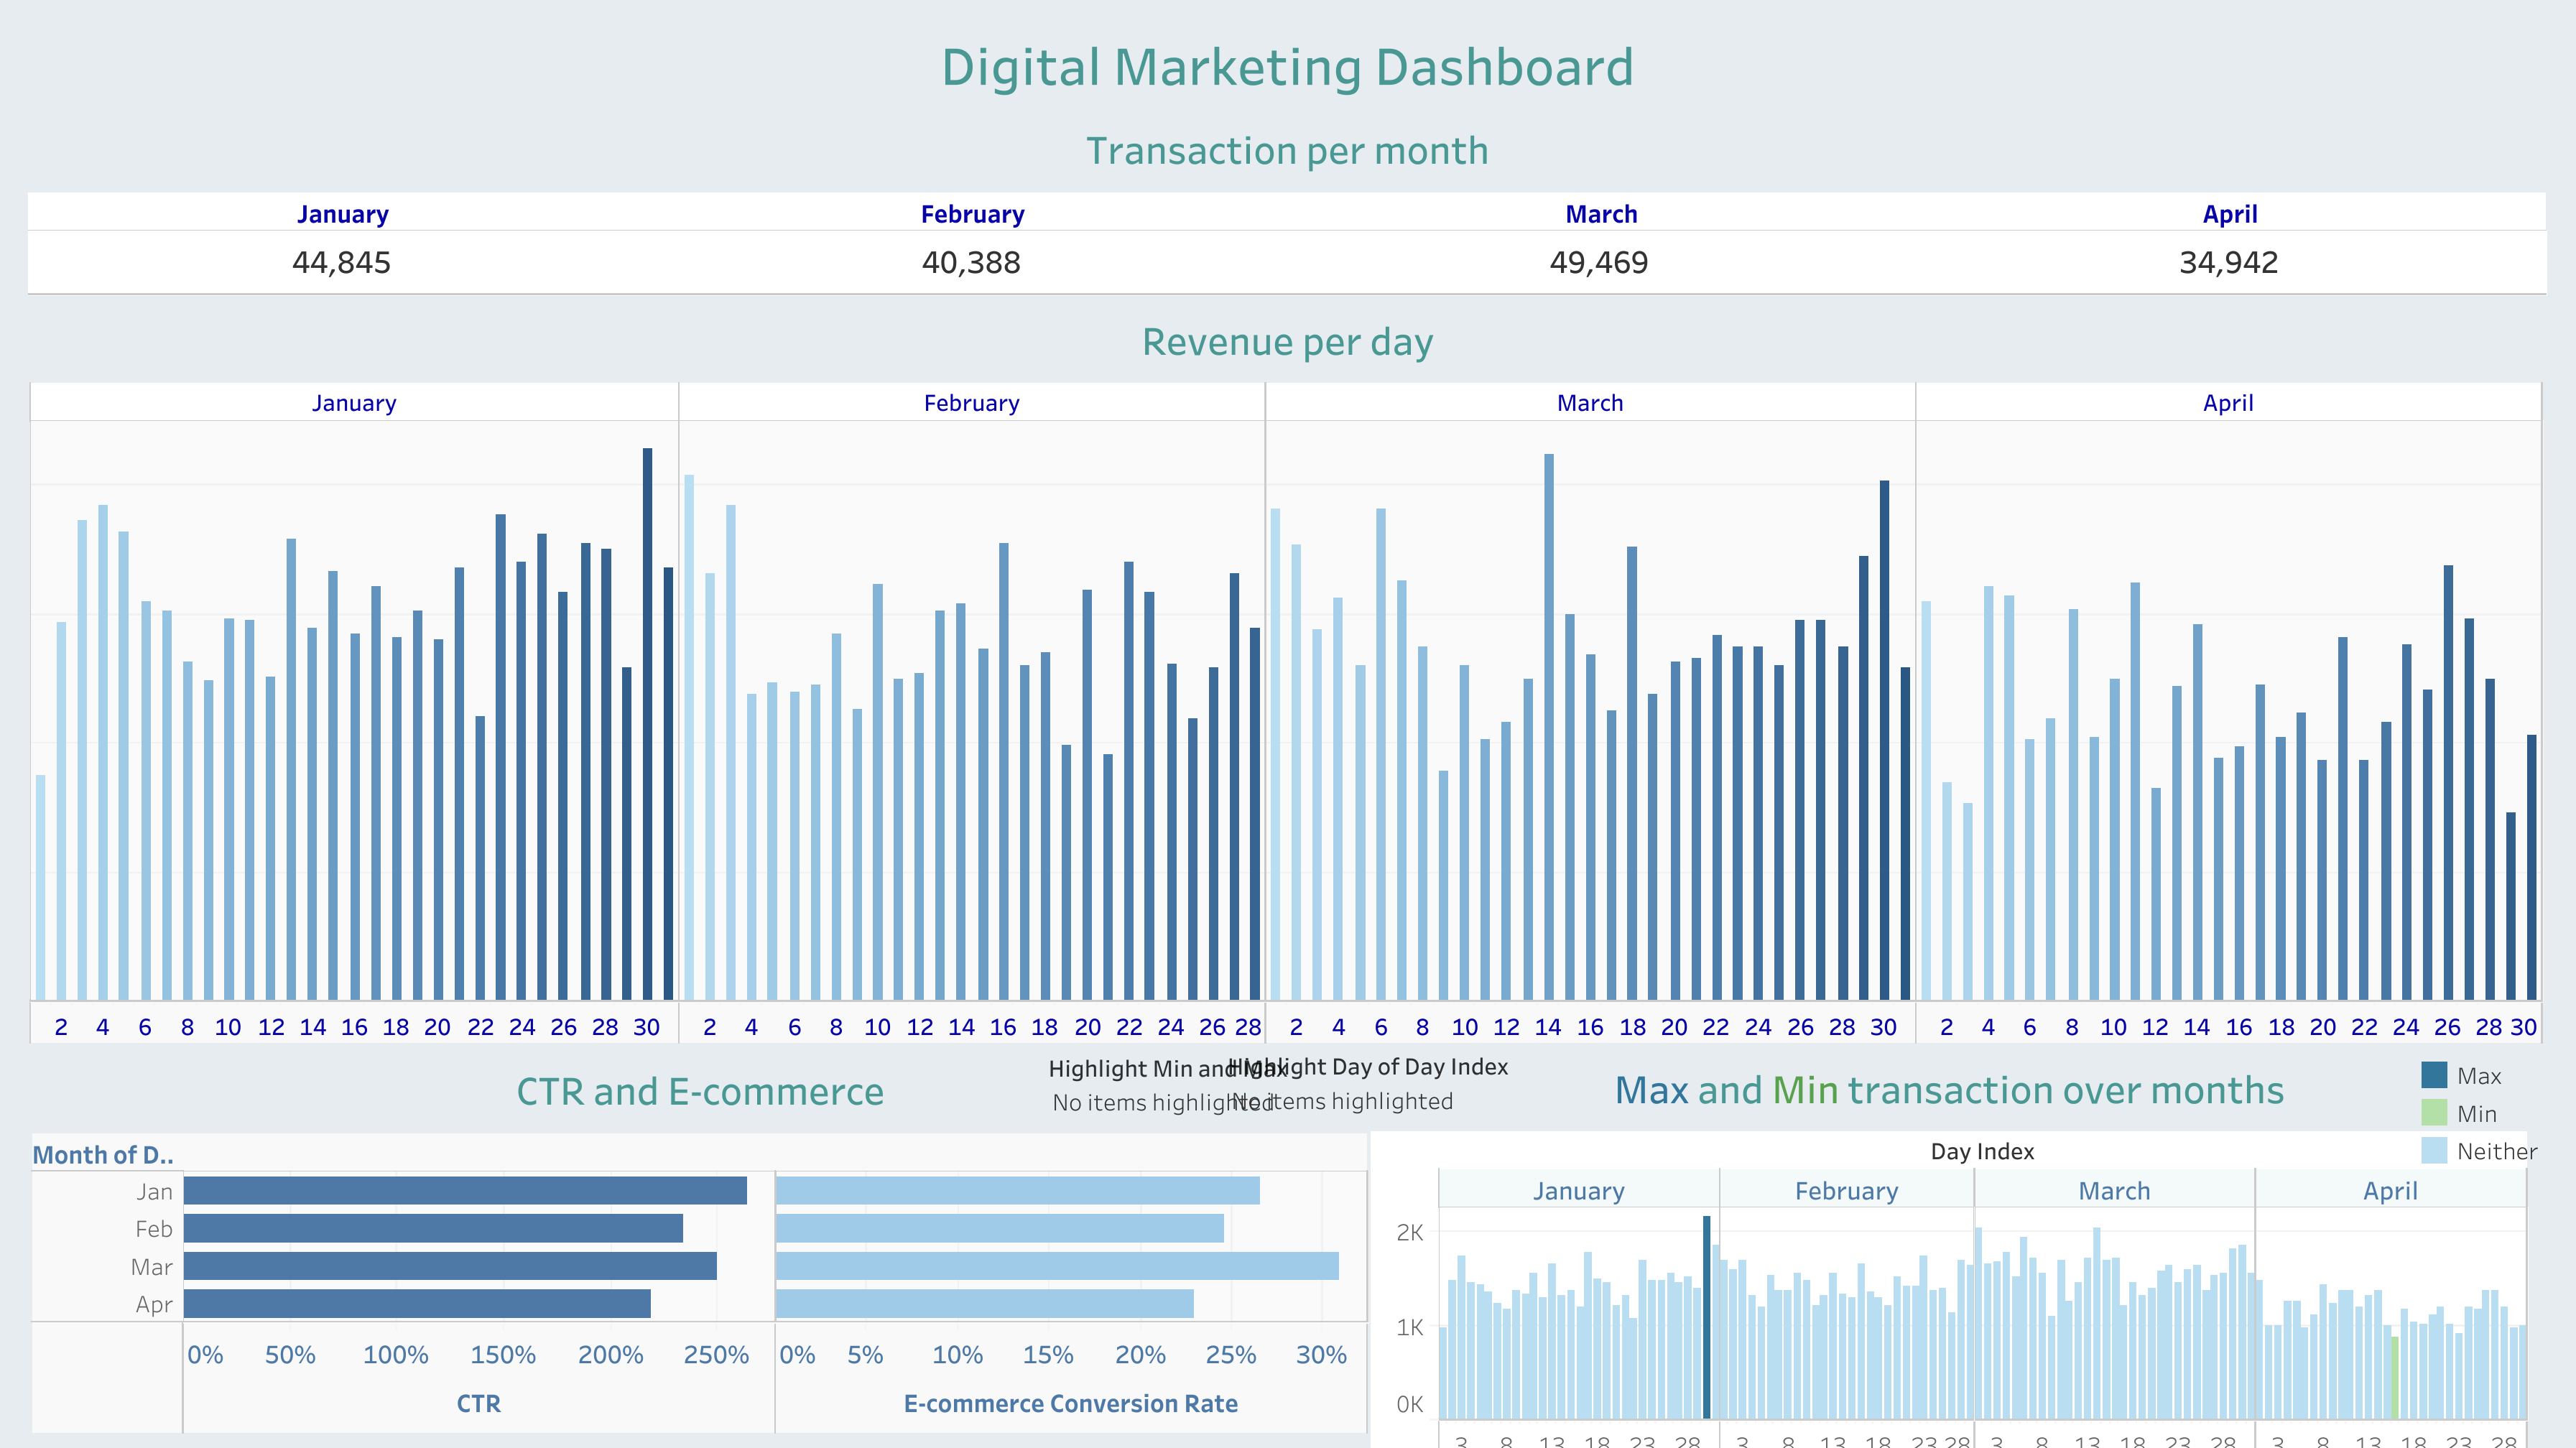 Digital Marketing Dashboard
Transaction per month
January February March April
44,845 40,388 49,469 34,942
Revenue per day
January February March April
2 4 6 8 10 12 14 16 18 20 22 24 26 28 30 2 4 6 8 10 12 14 16 18 20 22 24 26 28 2 4 6 8 10 12 14 16 18 20 22 24 26 28 30 2 4 6 8 10 12 14 16 18 20 22 24 26 28 30
CTR and E-commerce
Highlight Min and Max
No items highlighted
Highlight Day of Day Index
No items highlighted
Max and Min transaction over months
Max
Min
Neither
Month of D..
Jan
Feb
Mar
Apr
0% 50% 100% 150% 200% 250% 0% 5% 10% 15% 20% 25% 30%
CTR E-commerce Conversion Rate
Day Index
January February March April
2K
1K
0K
3 8 13 18 23 28 3 8 13 18 23 28 3 8 13 18 23 28 3 8 13 18 23 28